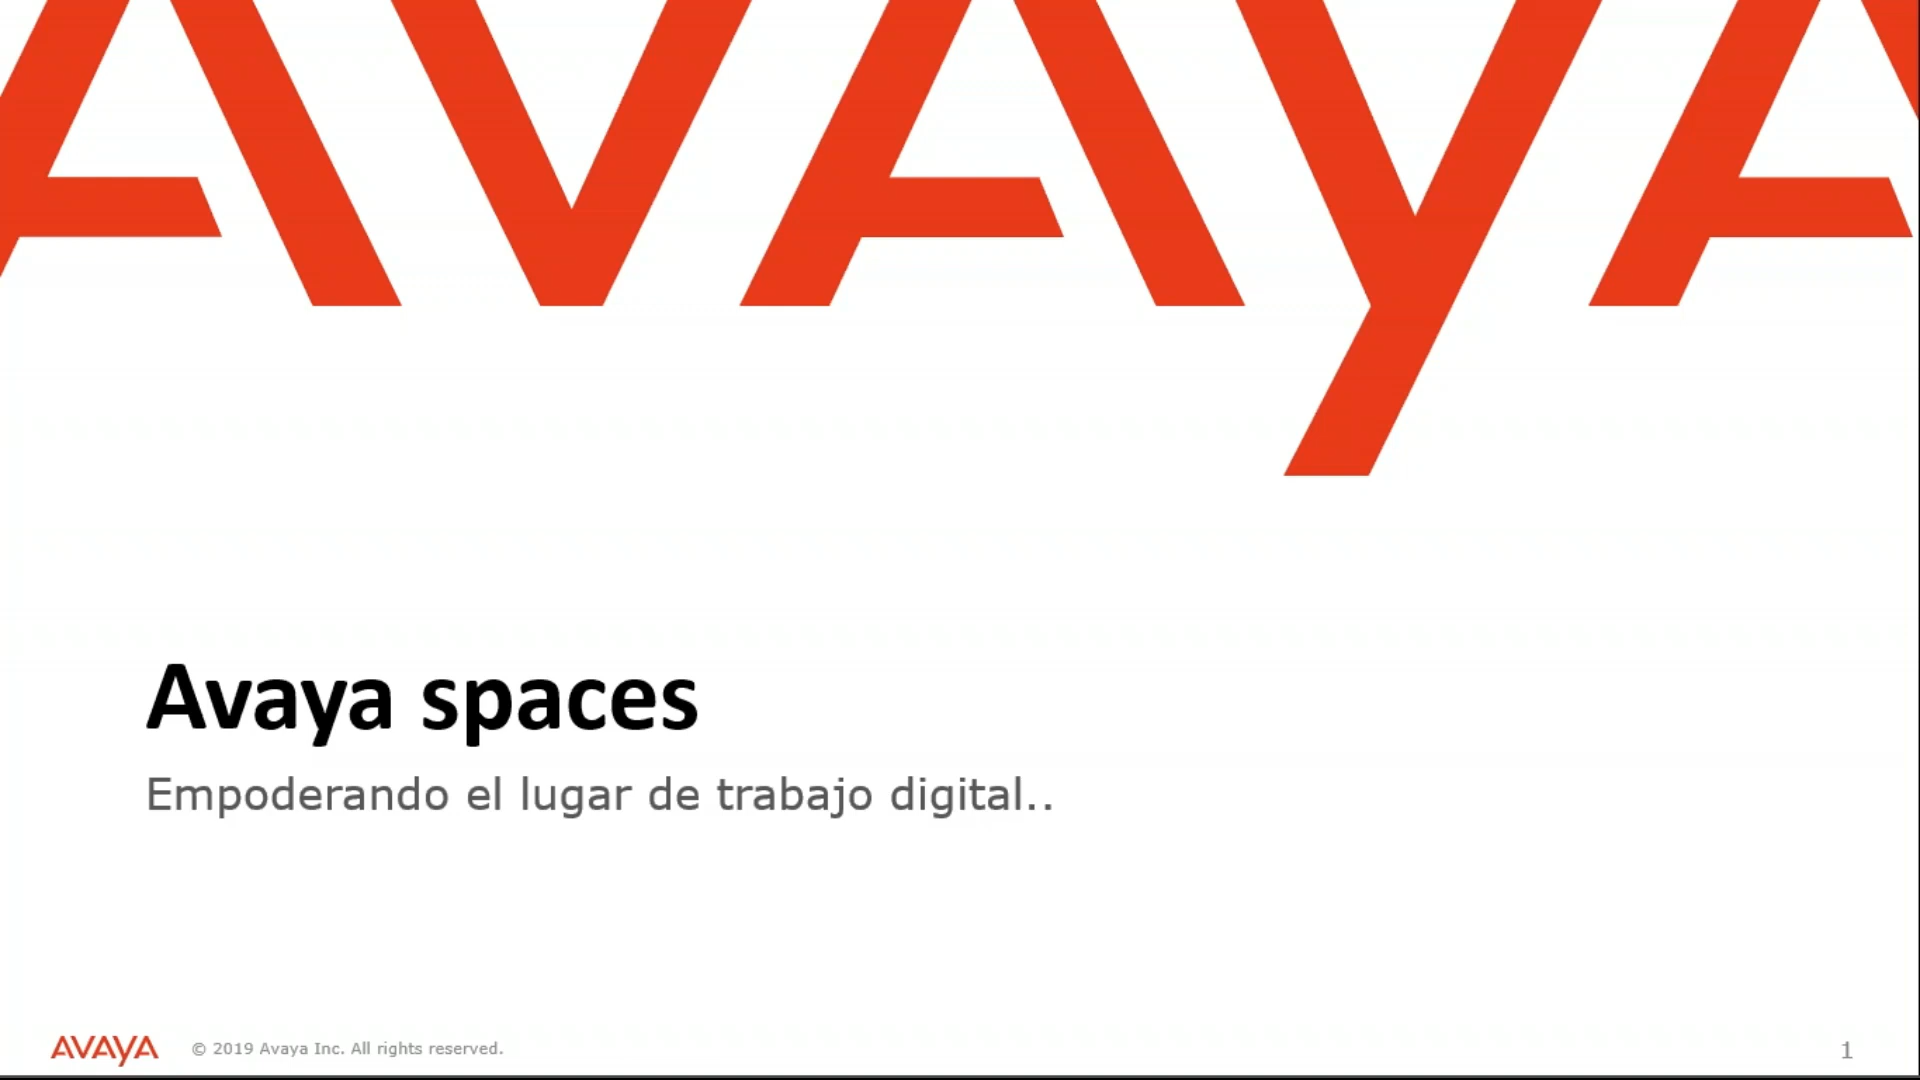 AVAYA
Avaya spaces
Empoderando el lugar de trabajo digital..
AVAYA
© 2019 Avaya Inc. All rights reserved.
1